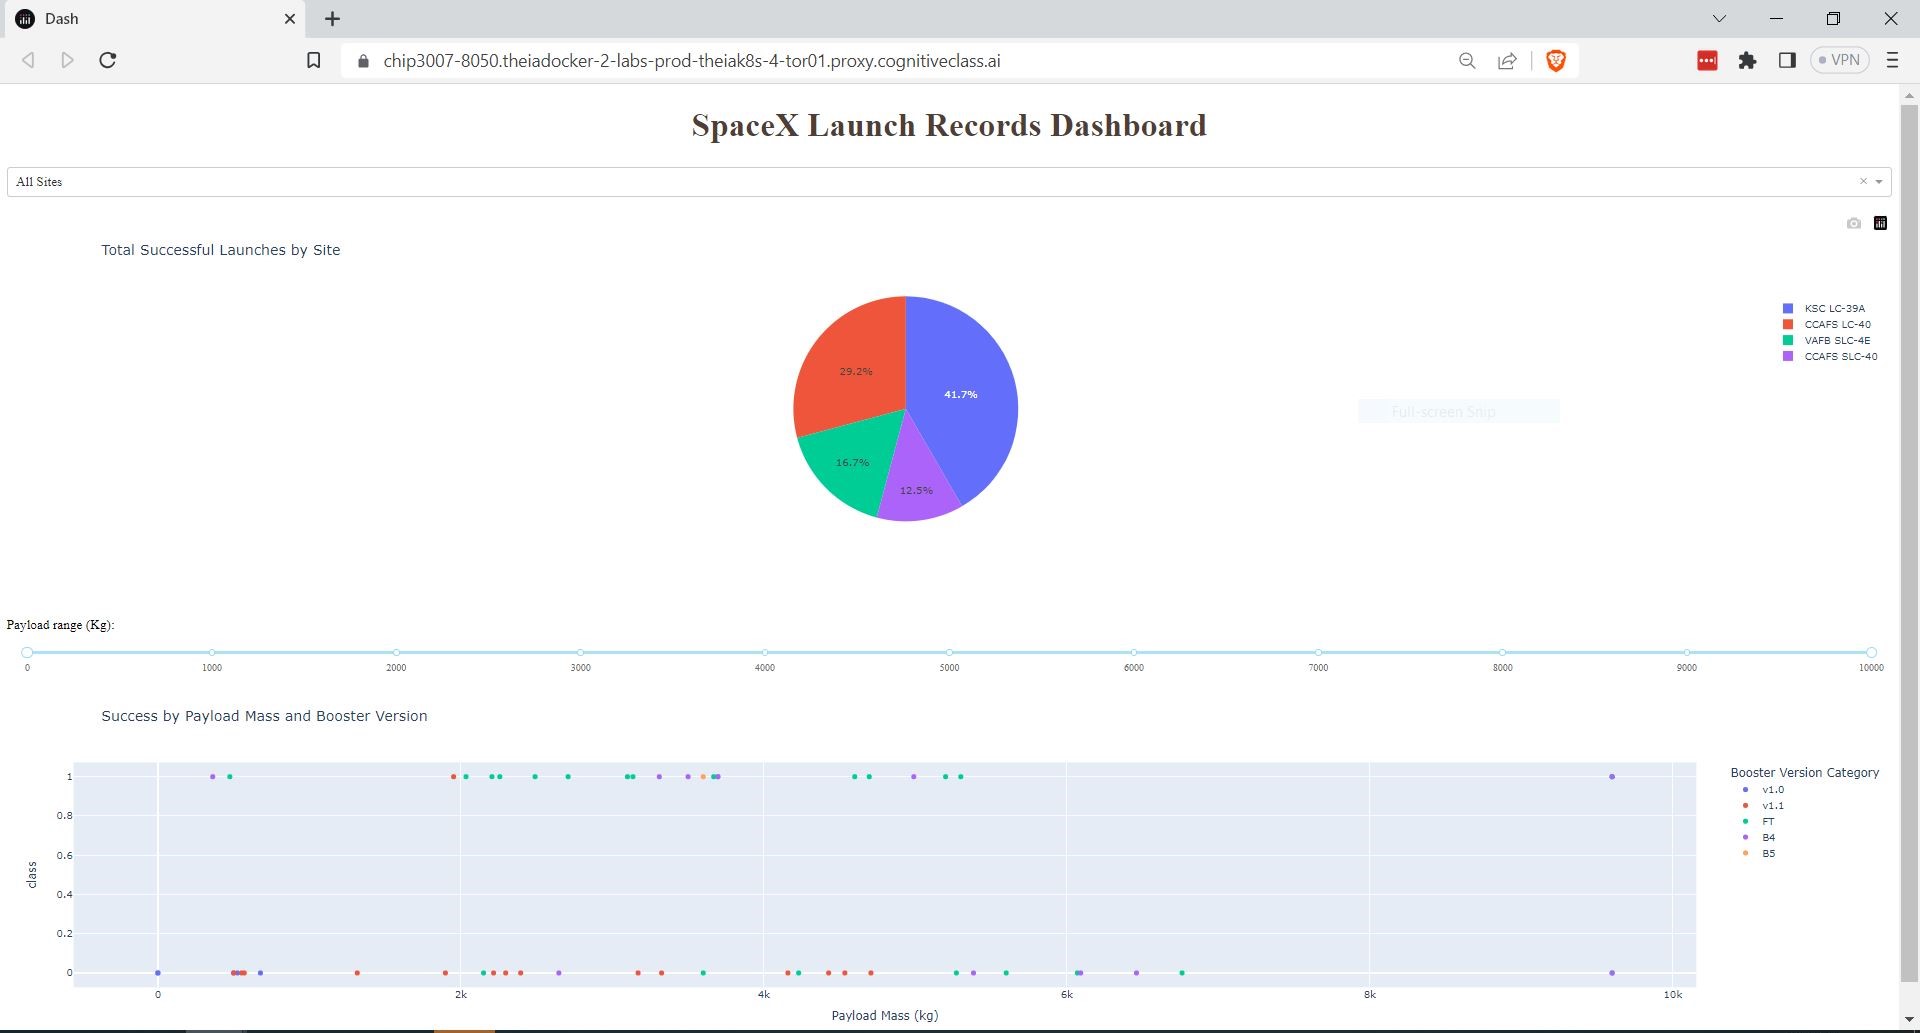 Dash
chip3007-8050.theiadocker-2-labs-prod-theiak8s-4-tor01.proxy.cognitiveclass.ai
VPN
SpaceX Launch Records Dashboard
All Sites
Total Successful Launches by Site
KSC LC-39A
CCAFS LC-40
VAFB SLC-4E
CCAFS SLC-40
29.2%
41.7%
16.7%
12.5%
Full-screen Snip
Payload range (Kg):
0 1000 2000 3000 4000 5000 6000 7000 8000 9000 10000
Success by Payload Mass and Booster Version
class
1
0.8
0.6
0.4
0.2
0
0 2k 4k 6k 8k 10k
Payload Mass (kg)
Booster Version Category
v1.0
v1.1
FT
B4
B5